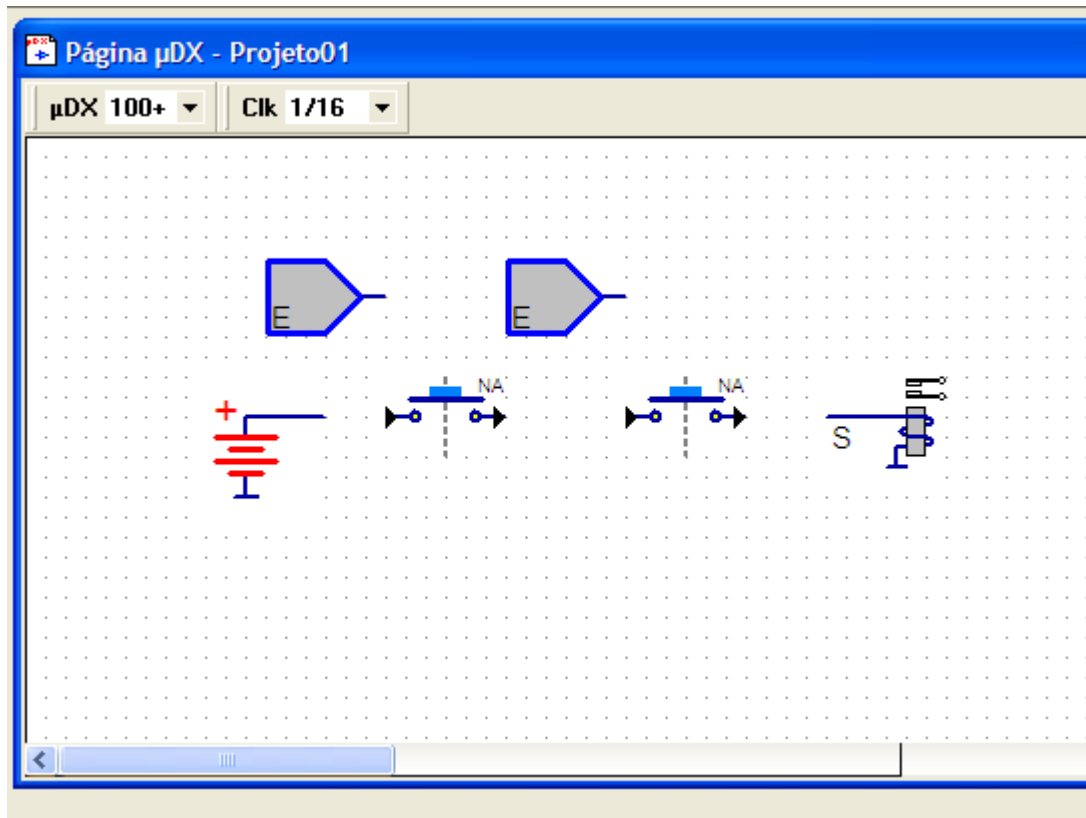 Página µDX - Projeto01
µDX 100+ Clk 1/16
E E
NA NA
+
S